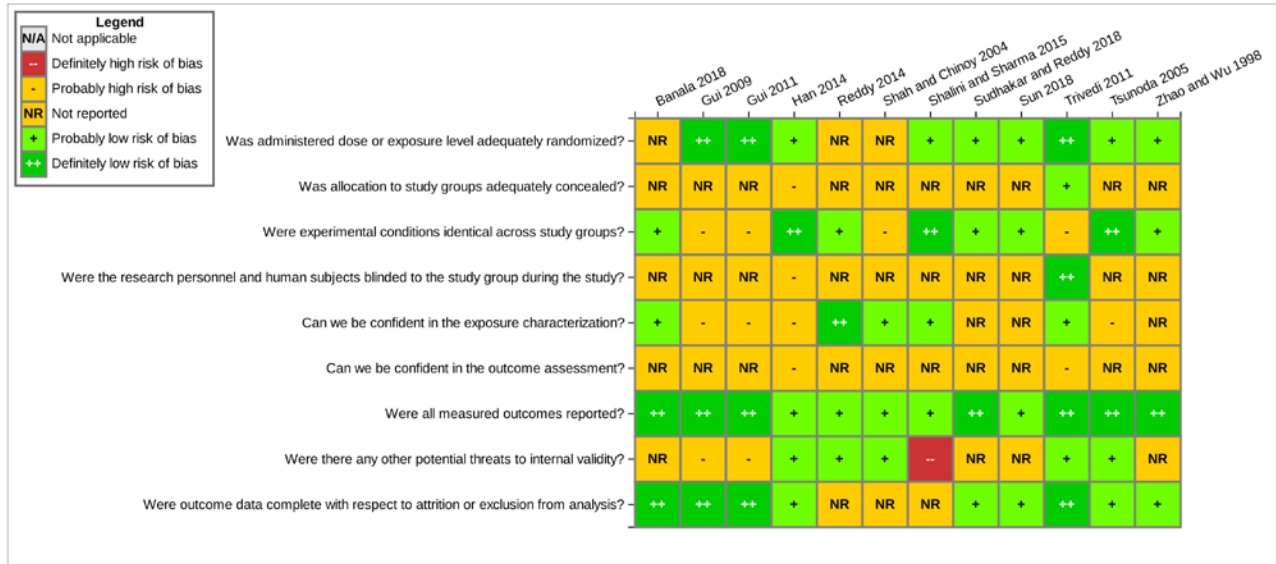 Legend
N/A Not applicable
-- Definitely high risk of bias
- Probably high risk of bias
NR Not reported
+ Probably low risk of bias
++ Definitely low risk of bias
Banala 2018
Gui 2009
Gui 2011
Han 2014
Reddy 2014
Shah and Chinoy 2004
Shalini and Sharma 2015
Sudhakar and Reddy 2018
Sun 2018
Trivedi 2011
Tsunoda 2005
Zhao and Wu 1998
Was administered dose or exposure level adequately randomized? NR ++ ++ + NR NR + + + ++ + +
Was allocation to study groups adequately concealed? NR NR NR - NR NR NR NR NR + NR NR
Were experimental conditions identical across study groups? + - - ++ + - ++ + + - ++ +
Were the research personnel and human subjects blinded to the study group during the study? NR NR NR - NR NR NR NR NR ++ NR NR
Can we be confident in the exposure characterization? + - - - ++ + + NR NR + - NR
Can we be confident in the outcome assessment? NR NR NR - NR NR NR NR NR - NR NR
Were all measured outcomes reported? ++ ++ ++ + + + + ++ + ++ ++ ++
Were there any other potential threats to internal validity? NR - - + + + -- NR NR + + NR
Were outcome data complete with respect to attrition or exclusion from analysis? ++ ++ ++ + NR NR NR + + ++ + +